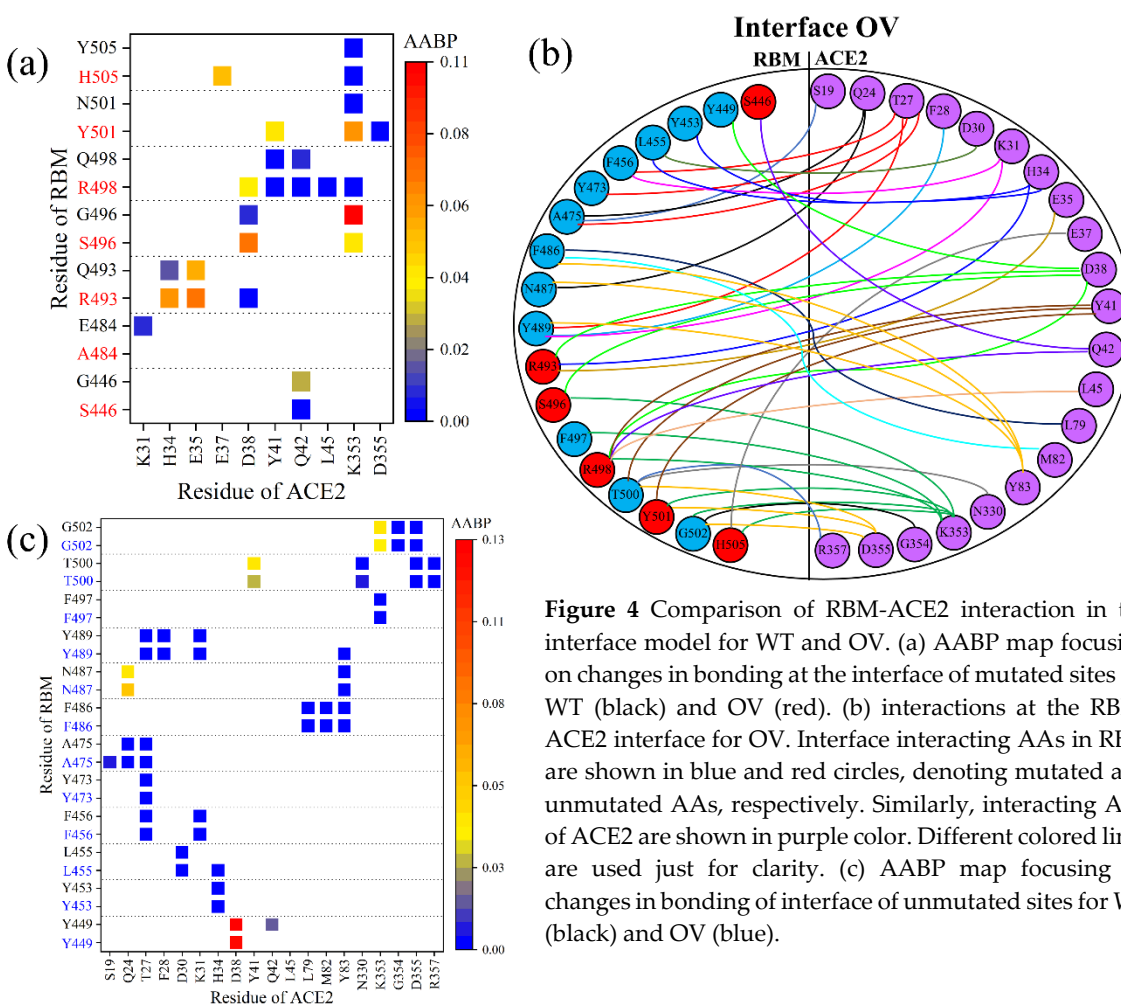 (a)
AABP
Residue of RBM
Y505
H505
N501
Y501
Q498
R498
G496
S496
Q493
R493
E484
A484
G446
S446
0.11
0.08
0.06
0.04
0.02
0.00
K31
H34
E35
E37
D38
Y41
Q42
L45
K353
D355
Residue of ACE2
(b)
Interface OV
RBM ACE2
S446
Y449
Y453
L455
F456
Y473
A475
F486
N487
Y489
R493
S496
F497
R498
T500
Y501
G502
H505
S19
Q24
T27
F28
D30
K31
H34
E35
E37
D38
Y41
Q42
L45
L79
M82
Y83
N330
K353
G354
D355
R357
(c)
AABP
Residue of RBM
G502
G502
T500
T500
F497
F497
Y489
Y489
N487
N487
F486
F486
A475
A475
Y473
Y473
F456
F456
L455
L455
Y453
Y453
Y449
Y449
0.13
0.11
0.08
0.05
0.03
0.00
S19
Q24
T27
F28
D30
K31
H34
D38
Y41
Q42
L45
L79
M82
Y83
N330
K353
G354
D355
R357
Residue of ACE2
Figure 4 Comparison of RBM-ACE2 interaction in t
interface model for WT and OV. (a) AABP map focusi
on changes in bonding at the interface of mutated sites
WT (black) and OV (red). (b) interactions at the RB
ACE2 interface for OV. Interface interacting AAs in RB
are shown in blue and red circles, denoting mutated a
unmutated AAs, respectively. Similarly, interacting A
of ACE2 are shown in purple color. Different colored lin
are used just for clarity. (c) AABP map focusing
changes in bonding of interface of unmutated sites for W
(black) and OV (blue).